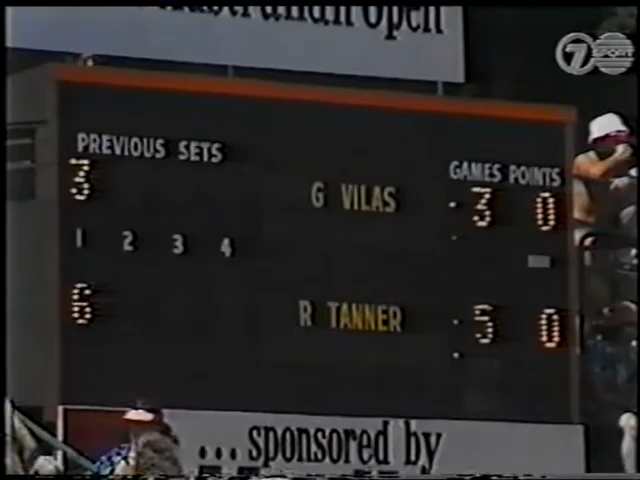 Australian Open
7 SPORT
PREVIOUS SETS
GAMES POINTS
3 G VILAS 3 0
1 2 3 4
6 R TANNER 5 0
... sponsored by